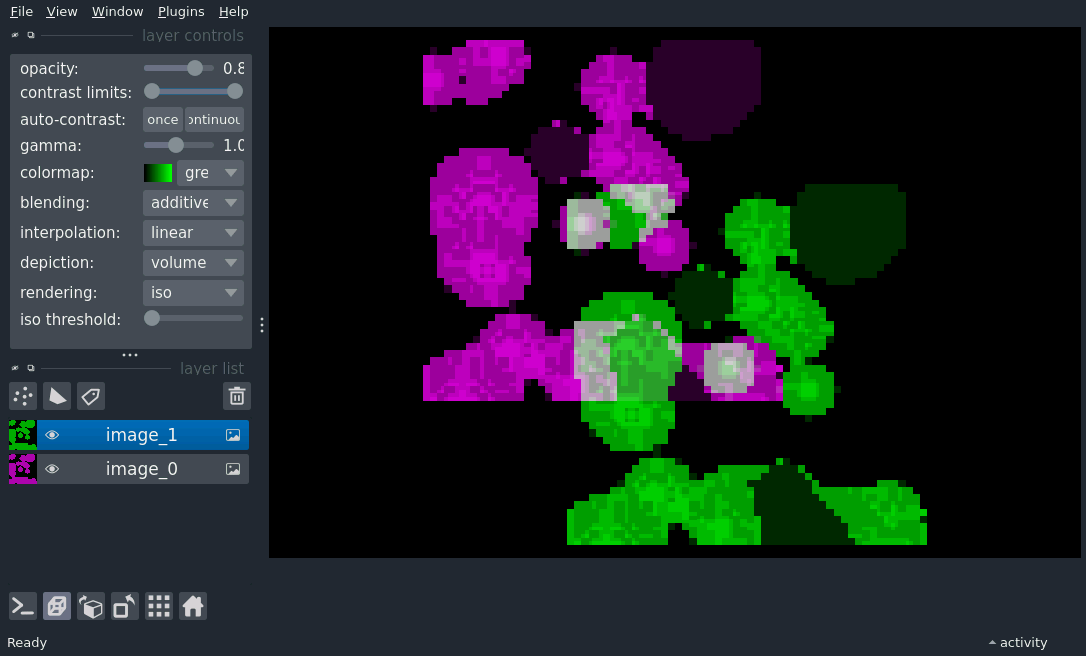 File View Window Plugins Help
layer controls
opacity: 0.8
contrast limits:
auto-contrast: once ontinuou
gamma: 1.0
colormap: gre
blending: additive
interpolation: linear
depiction: volume
rendering: iso
iso threshold:
layer list
image_1
image_0
Ready
activity